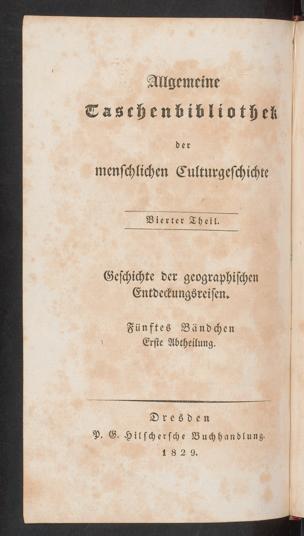 Allgemeine
Taschenbibliothek
der
menschlichen Culturgeschichte
Vierter Theil.
Geschichte der geographischen
Entdeckungsreisen.
Fünftes Bändchen
Erste Abtheilung.
Dresden
P. G. Hilschersche Buchhandlung.
1829.